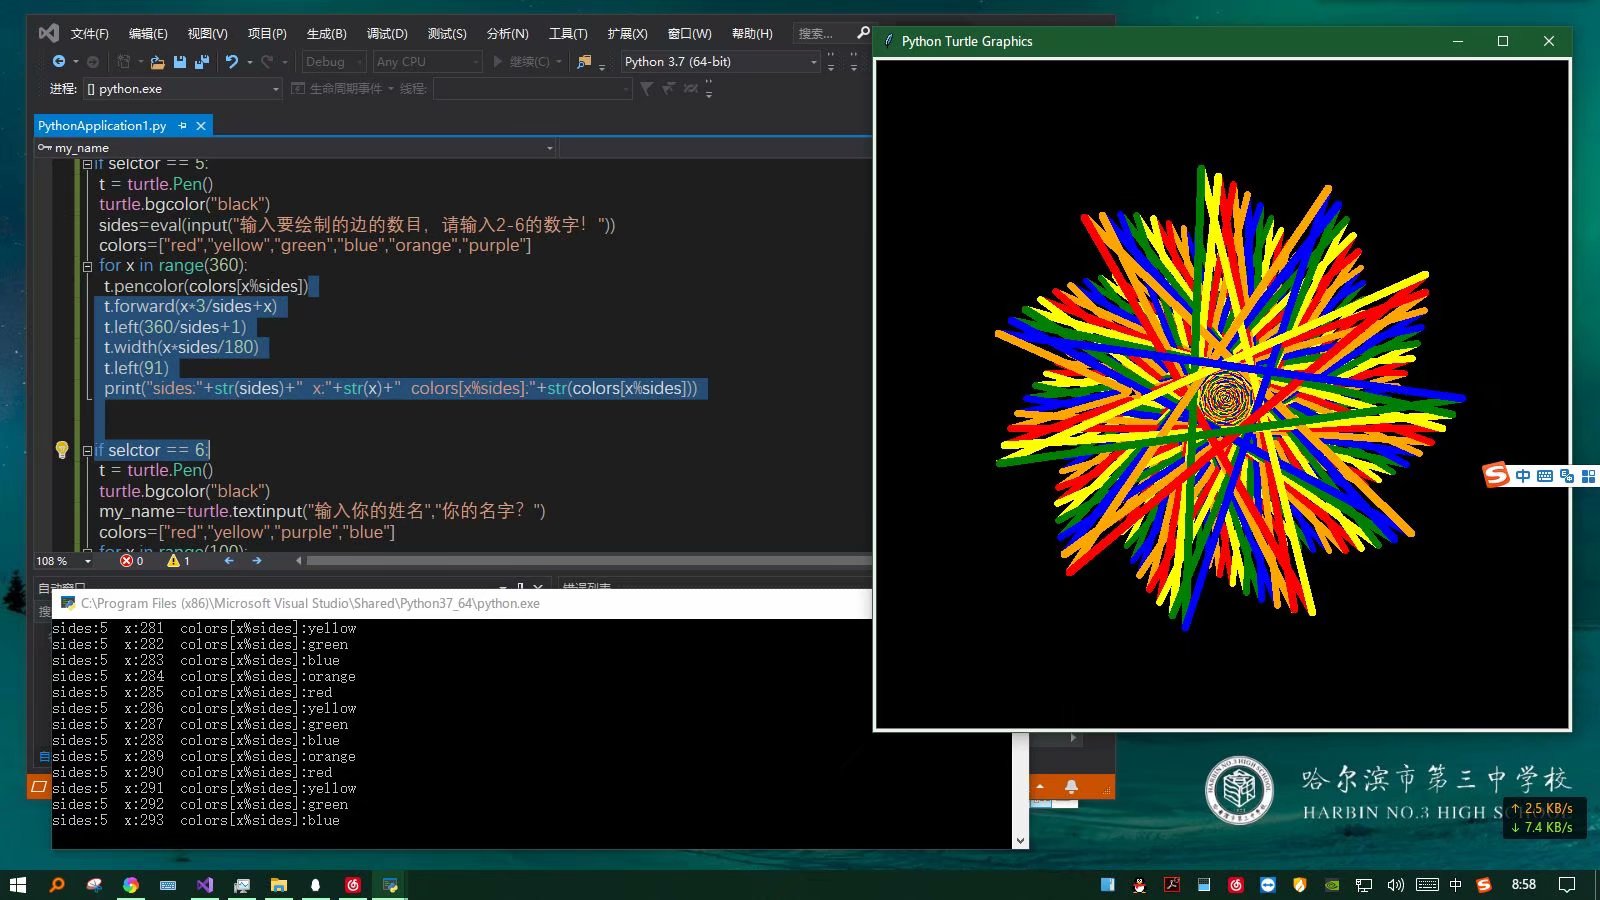 文件(F) 编辑(E) 视图(V) 项目(P) 生成(B) 调试(D) 测试(S) 分析(N) 工具(T) 扩展(X) 窗口(W) 帮助(H) 搜索...
Debug Any CPU 继续(C) Python 3.7 (64-bit)
进程: [] python.exe 生命周期事件 线程:
PythonApplication1.py
my_name
if selctor == 5:
t = turtle.Pen()
turtle.bgcolor("black")
sides=eval(input("输入要绘制的边的数目，请输入2-6的数字！"))
colors=["red","yellow","green","blue","orange","purple"]
for x in range(360):
t.pencolor(colors[x%sides])
t.forward(x*3/sides+x)
t.left(360/sides+1)
t.width(x*sides/180)
t.left(91)
print("sides:"+str(sides)+"  x:"+str(x)+"  colors[x%sides]:"+str(colors[x%sides]))
if selctor == 6:
t = turtle.Pen()
turtle.bgcolor("black")
my_name=turtle.textinput("输入你的姓名","你的名字？")
colors=["red","yellow","purple","blue"]
for x in range(100):
108 % 0 1
自动窗口 错误列表
C:\Program Files (x86)\Microsoft Visual Studio\Shared\Python37_64\python.exe
sides:5  x:281  colors[x%sides]:yellow
sides:5  x:282  colors[x%sides]:green
sides:5  x:283  colors[x%sides]:blue
sides:5  x:284  colors[x%sides]:orange
sides:5  x:285  colors[x%sides]:red
sides:5  x:286  colors[x%sides]:yellow
sides:5  x:287  colors[x%sides]:green
sides:5  x:288  colors[x%sides]:blue
sides:5  x:289  colors[x%sides]:orange
sides:5  x:290  colors[x%sides]:red
sides:5  x:291  colors[x%sides]:yellow
sides:5  x:292  colors[x%sides]:green
sides:5  x:293  colors[x%sides]:blue
Python Turtle Graphics
中
哈尔滨市第三中学校
HARBIN NO.3 HIGH
↑ 2.5 KB/s
↓ 7.4 KB/s
中 8:58